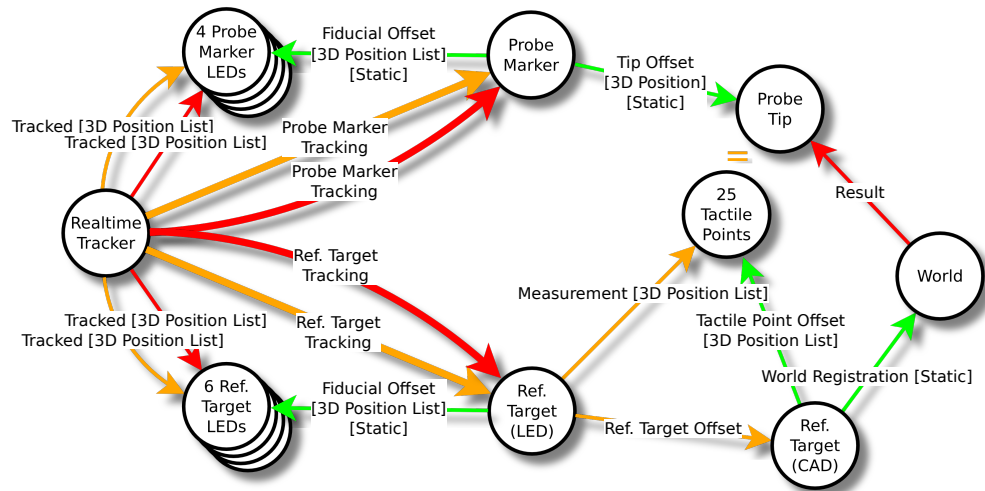 4 Probe
Marker
LEDs
Fiducial Offset
[3D Position List]
[Static]
Probe
Marker
Tip Offset
[3D Position]
[Static]
Probe
Tip
Tracked [3D Position List]
Tracked [3D Position List]
Probe Marker
Tracking
Probe Marker
Tracking
=
25
Tactile
Points
Result
Realtime
Tracker
Ref. Target
Tracking
World
Measurement [3D Position List]
Tracked [3D Position List]
Tracked [3D Position List]
Ref. Target
Tracking
Tactile Point Offset
[3D Position List]
World Registration [Static]
6 Ref.
Target
LEDs
Fiducial Offset
[3D Position List]
[Static]
Ref.
Target
(LED)
Ref. Target Offset
Ref.
Target
(CAD)